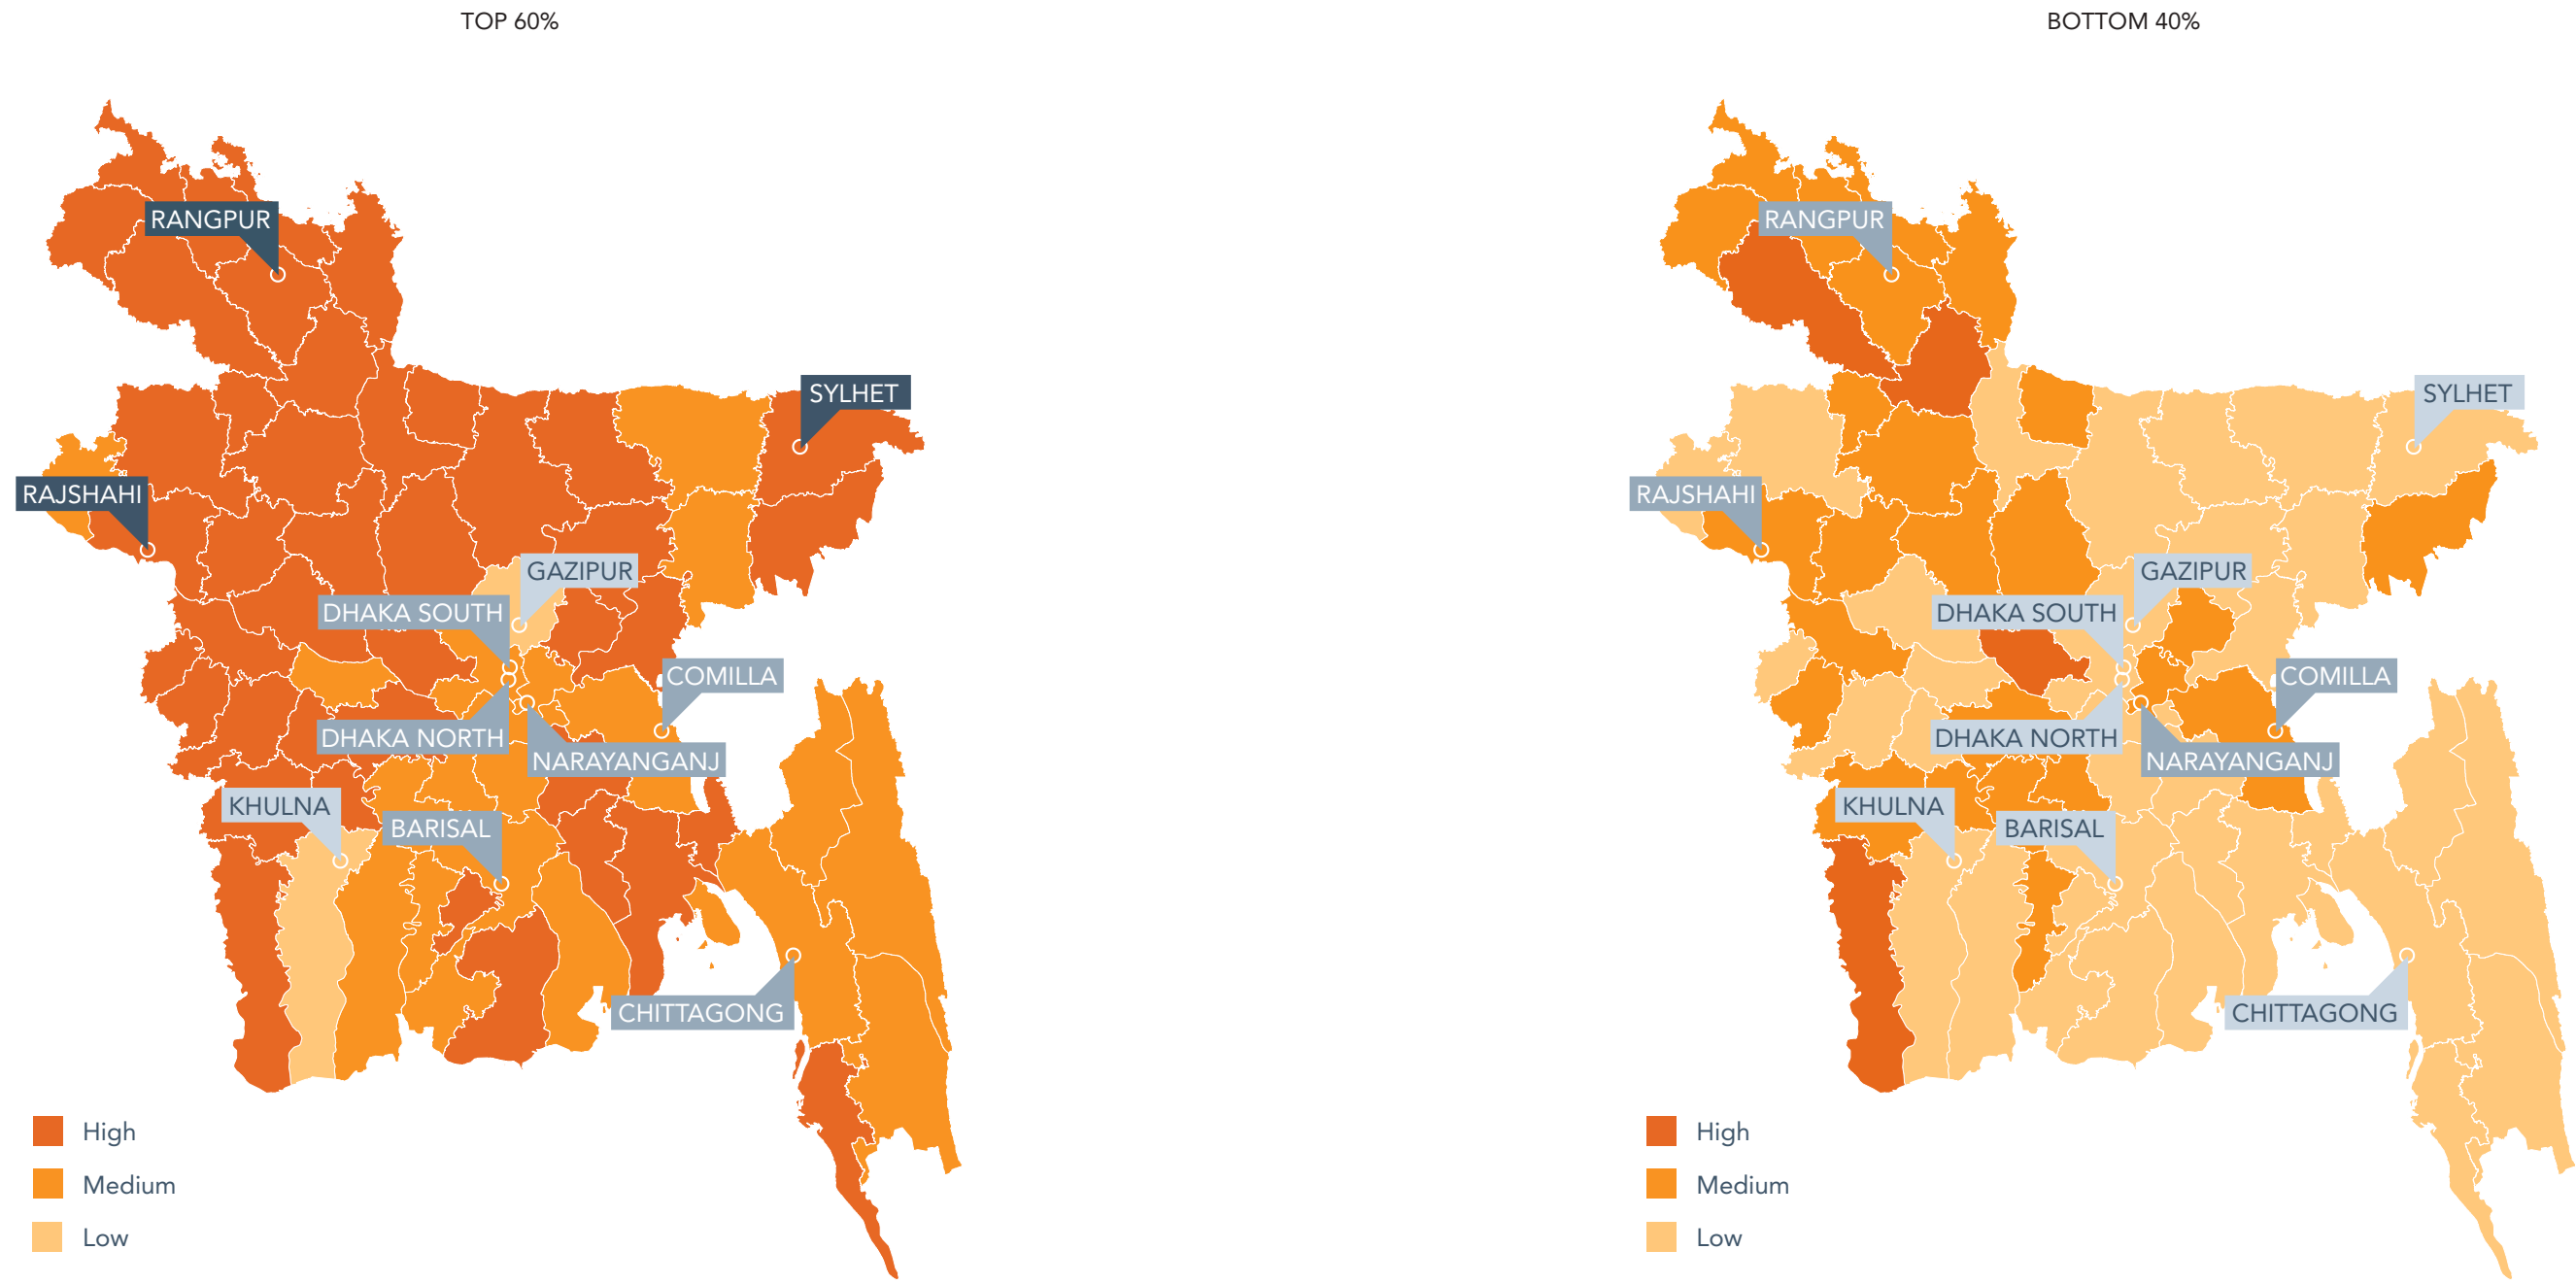 TOP 60%
RANGPUR
SYLHET
RAJSHAHI
GAZIPUR
DHAKA SOUTH
COMILLA
DHAKA NORTH
NARAYANGANJ
KHULNA
BARISAL
CHITTAGONG
High
Medium
Low
BOTTOM 40%
RANGPUR
SYLHET
RAJSHAHI
GAZIPUR
DHAKA SOUTH
COMILLA
DHAKA NORTH
NARAYANGANJ
KHULNA
BARISAL
CHITTAGONG
High
Medium
Low